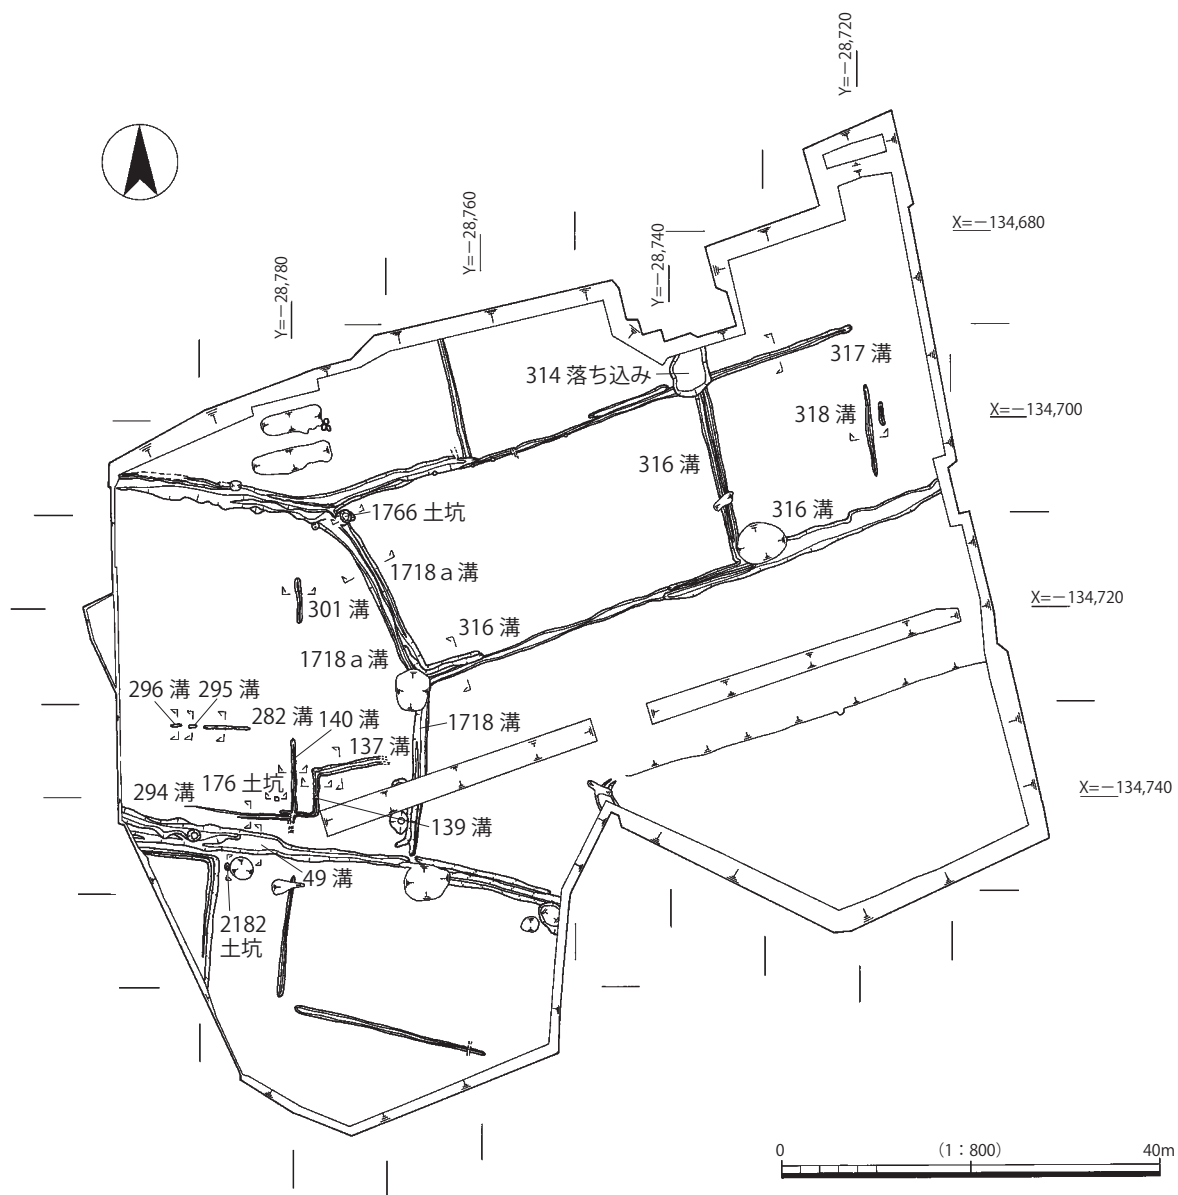 Y=－28,720
X=－134,680
Y=－28,760
Y=－28,740
Y=－28,780
317 溝
314 落ち込み
318 溝
X=－134,700
316 溝
1766 土坑
316 溝
1718 a 溝
301 溝
X=－134,720
316 溝
1718 a 溝
296 溝
295 溝
282 溝
140 溝
1718 溝
137 溝
176 土坑
294 溝
X=－134,740
139 溝
49 溝
2182
土坑
0
(1：800)
40m